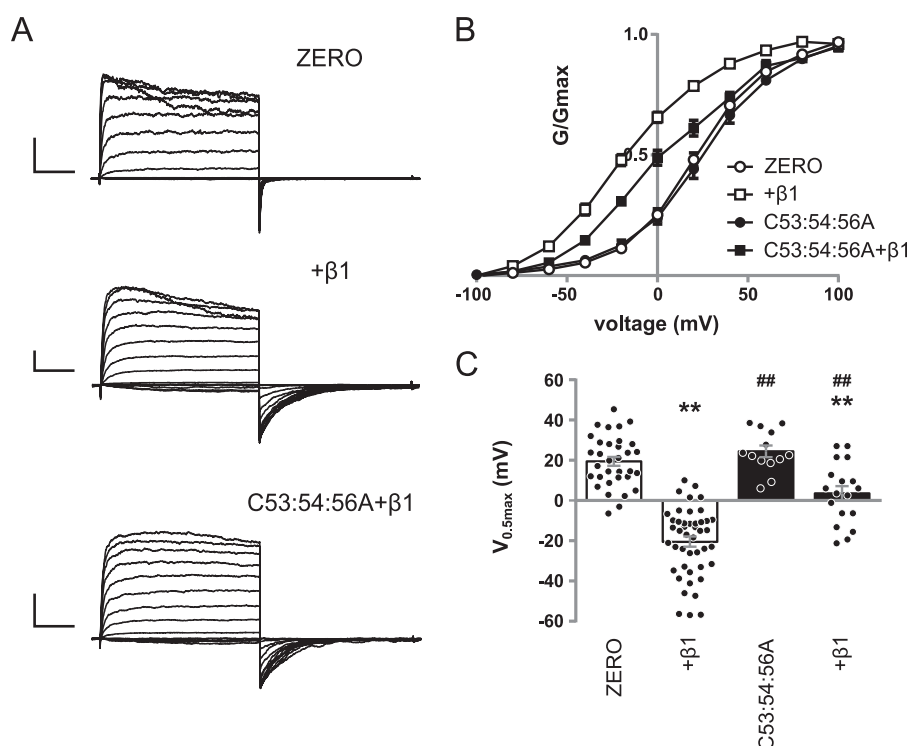 A
ZERO
+β1
C53:54:56A+β1
B
1.0
G/Gmax
0.5
ZERO
+β1
C53:54:56A
C53:54:56A+β1
-100
-50
0
50
100
voltage (mV)
C
60
40
20
0
-20
-40
-60
V0.5max (mV)
**
##
##
**
ZERO
+β1
C53:54:56A
+β1